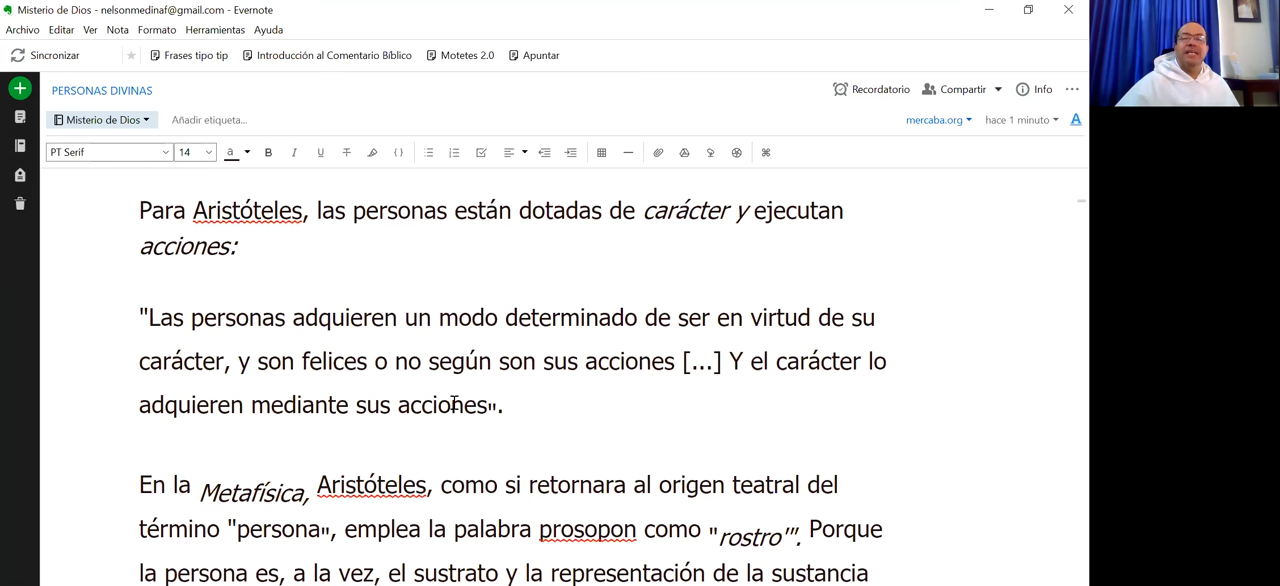 Misterio de Dios - nelsonmedinaf@gmail.com - Evernote
Archivo Editar Ver Nota Formato Herramientas Ayuda
Sincronizar Frases tipo tip Introducción al Comentario Bíblico Motetes 2.0 Apuntar
PERSONAS DIVINAS Recordatorio Compartir Info
Misterio de Dios Añadir etiqueta... mercaba.org hace 1 minuto A
PT Serif 14 a B I U T
Para Aristóteles, las personas están dotadas de carácter y ejecutan
acciones:
"Las personas adquieren un modo determinado de ser en virtud de su
carácter, y son felices o no según son sus acciones [...] Y el carácter lo
adquieren mediante sus acciones".
En la Metafísica, Aristóteles, como si retornara al origen teatral del
término "persona", emplea la palabra prosopon como "rostro'". Porque
la persona es, a la vez, el sustrato y la representación de la sustancia